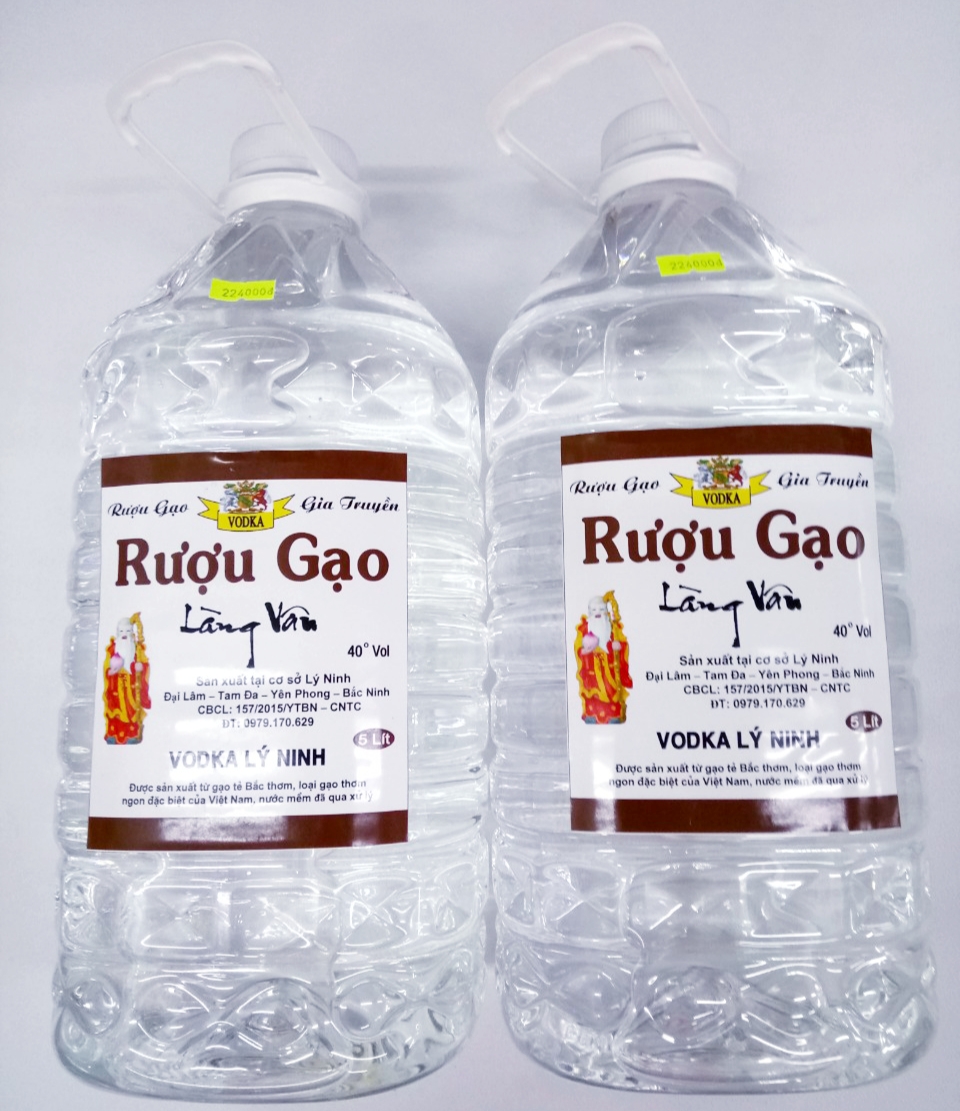 224000đ
Rượu Gạo Gia Truyền
VODKA
Rượu Gạo
Làng Vân
40° Vol
Sản xuất tại cơ sở Lý Ninh
Đại Lâm – Tam Đa – Yên Phong – Bắc Ninh
CBCL: 157/2015/YTBN – CNTC
ĐT: 0979.170.629
5 Lít
VODKA LÝ NINH
Được sản xuất từ gạo tẻ Bắc thơm, loại gạo thơm
ngon đặc biệt của Việt Nam, nước mềm đã qua xử lý
224000đ
Rượu Gạo Gia Truyền
VODKA
Rượu Gạo
Làng Vân
40° Vol
Sản xuất tại cơ sở Lý Ninh
Đại Lâm – Tam Đa – Yên Phong – Bắc Ninh
CBCL: 157/2015/YTBN – CNTC
ĐT: 0979.170.629
5 Lít
VODKA LÝ NINH
Được sản xuất từ gạo tẻ Bắc thơm, loại gạo thơm
ngon đặc biệt của Việt Nam, nước mềm đã qua xử lý